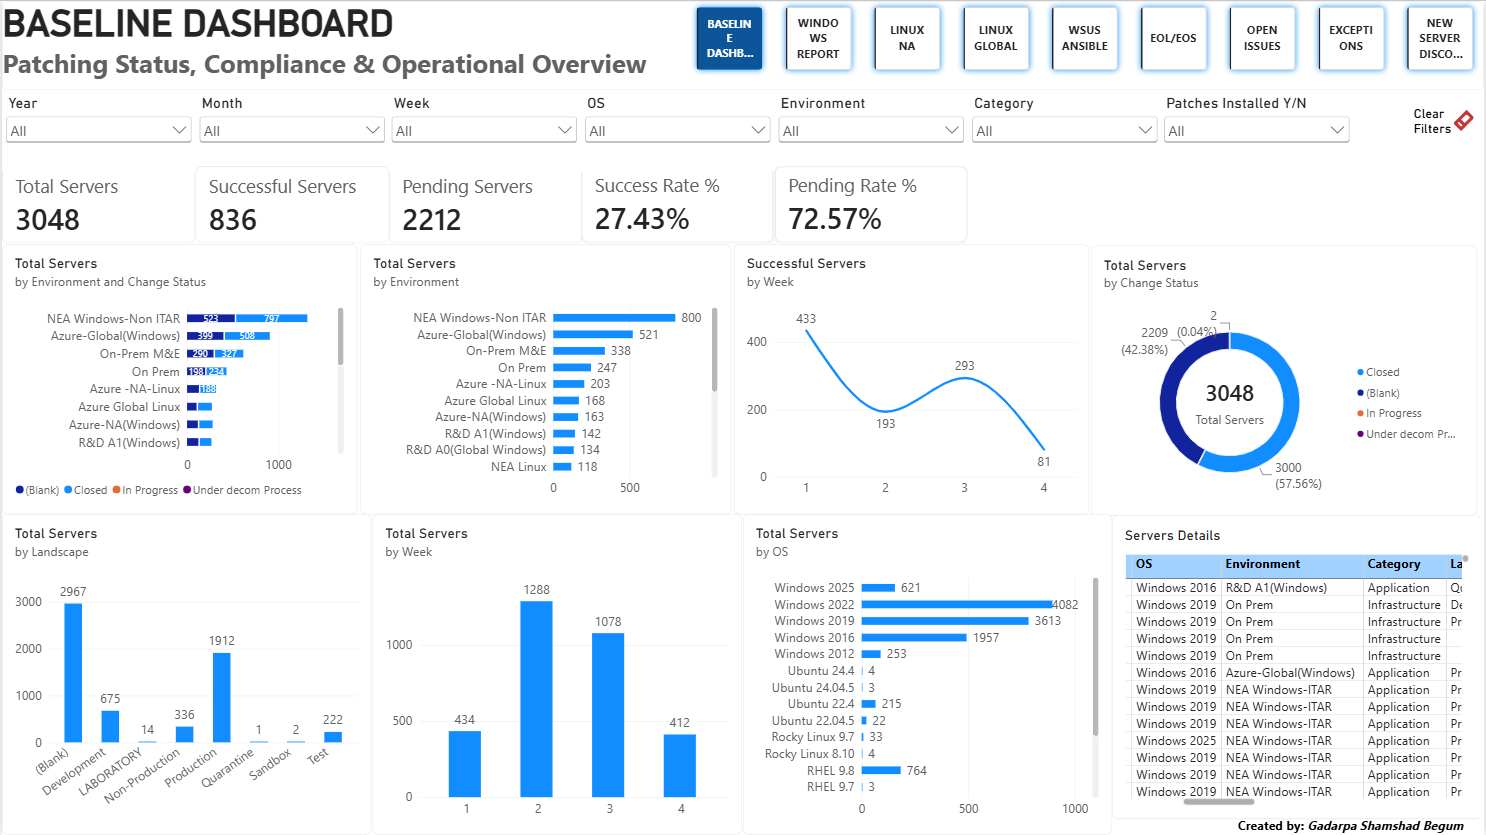 BASELINE DASHBOARD
Patching Status, Compliance & Operational Overview
BASELIN
E
DASHB...
WINDO
WS
REPORT
LINUX
NA
LINUX
GLOBAL
WSUS
ANSIBLE
EOL/EOS
OPEN
ISSUES
EXCEPTI
ONS
NEW
SERVER
DISCO...
Year
All
Month
All
Week
All
OS
All
Environment
All
Category
All
Patches Installed Y/N
All
Clear
Filters
Total Servers
3048
Successful Servers
836
Pending Servers
2212
Success Rate %
27.43%
Pending Rate %
72.57%
Total Servers
by Environment and Change Status
NEA Windows-Non ITAR 523 797
Azure-Global(Windows) 399 508
On-Prem M&E 290 327
On Prem 198 234
Azure -NA-Linux 188
Azure Global Linux
Azure-NA(Windows)
R&D A1(Windows)
0 1000
(Blank) Closed In Progress Under decom Process
Total Servers
by Environment
NEA Windows-Non ITAR 800
Azure-Global(Windows) 521
On-Prem M&E 338
On Prem 247
Azure -NA-Linux 203
Azure Global Linux 168
Azure-NA(Windows) 163
R&D A1(Windows) 142
R&D A0(Global Windows) 134
NEA Linux 118
0 500
Successful Servers
by Week
433
400
293
200
193
81
0
1 2 3 4
Total Servers
by Change Status
2
(0.04%)
2209
(42.38%)
3048
Total Servers
3000
(57.56%)
Closed
(Blank)
In Progress
Under decom Pr...
Total Servers
by Landscape
2967
3000
2000
1912
1000
675
14
336
1
2
222
0
(Blank)
Development
LABORATORY
Non-Production
Production
Quarantine
Sandbox
Test
Total Servers
by Week
1288
1078
1000
500
434
412
0
1 2 3 4
Total Servers
by OS
Windows 2025 621
Windows 2022 4082
Windows 2019 3613
Windows 2016 1957
Windows 2012 253
Ubuntu 24.4 4
Ubuntu 24.04.5 3
Ubuntu 22.4 215
Ubuntu 22.04.5 22
Rocky Linux 9.7 33
Rocky Linux 8.10 4
RHEL 9.8 764
RHEL 9.7 3
0 500 1000
Servers Details
OS Environment Category La
Windows 2016 R&D A1(Windows) Application Qu
Windows 2019 On Prem Infrastructure De
Windows 2019 On Prem Infrastructure Pr
Windows 2019 On Prem Infrastructure
Windows 2019 On Prem Infrastructure
Windows 2016 Azure-Global(Windows) Application Pr
Windows 2019 NEA Windows-ITAR Application Pr
Windows 2019 NEA Windows-ITAR Application Pr
Windows 2019 NEA Windows-ITAR Application Pr
Windows 2025 NEA Windows-ITAR Application Pr
Windows 2019 NEA Windows-ITAR Application Pr
Windows 2019 NEA Windows-ITAR Application Pr
Windows 2019 NEA Windows-ITAR Application Pr
Created by: Gadarpa Shamshad Begum